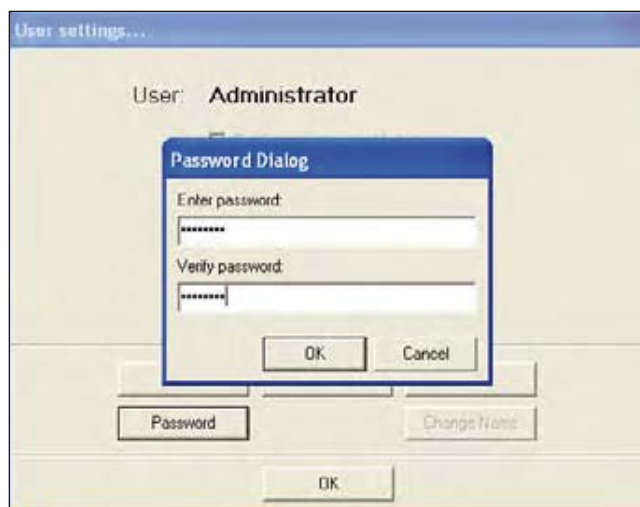 User settings...
User: Administrator
Password Dialog
Enter password:
••••••••
Verify password:
••••••••
OK Cancel
Password Change Name
OK